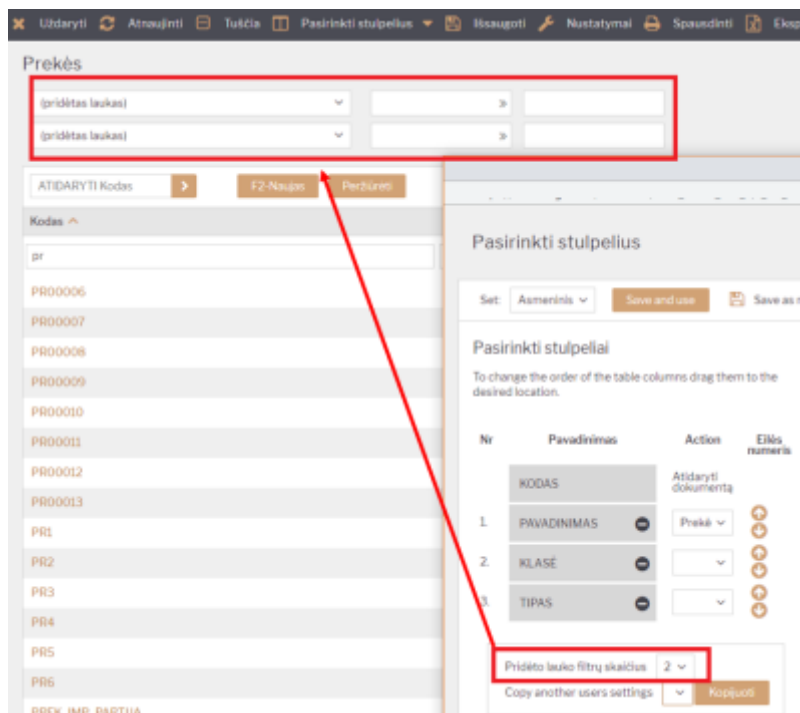 Uždaryti Atnaujinti Tuščia Pasirinkti stulpelius Išsaugoti Nustatymai Spausdinti Eksp
Prekės
(pridėtas laukas) »
(pridėtas laukas) »
ATIDARYTI Kodas F2-Naujas Peržiūrėti
Kodas
pr
PR00006
PR00007
PR00008
PR00009
PR00010
PR00011
PR00012
PR00013
PR1
PR2
PR3
PR4
PR5
PR6
PREK_IMP_PARTIJA
Pasirinkti stulpelius
Set: Asmeninis Save and use Save as
Pasirinkti stulpeliai
To change the order of the table columns drag them to the
desired location.
Nr Pavadinimas Action Eilės numeris
KODAS Atidaryti dokumentą
1. PAVADINIMAS Prekė
2. KLASĖ
3. TIPAS
Pridėto lauko filtrų skaičius 2
Copy another users settings Kopijuoti